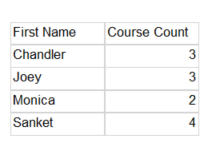 First Name Course Count
Chandler 3
Joey 3
Monica 2
Sanket 4